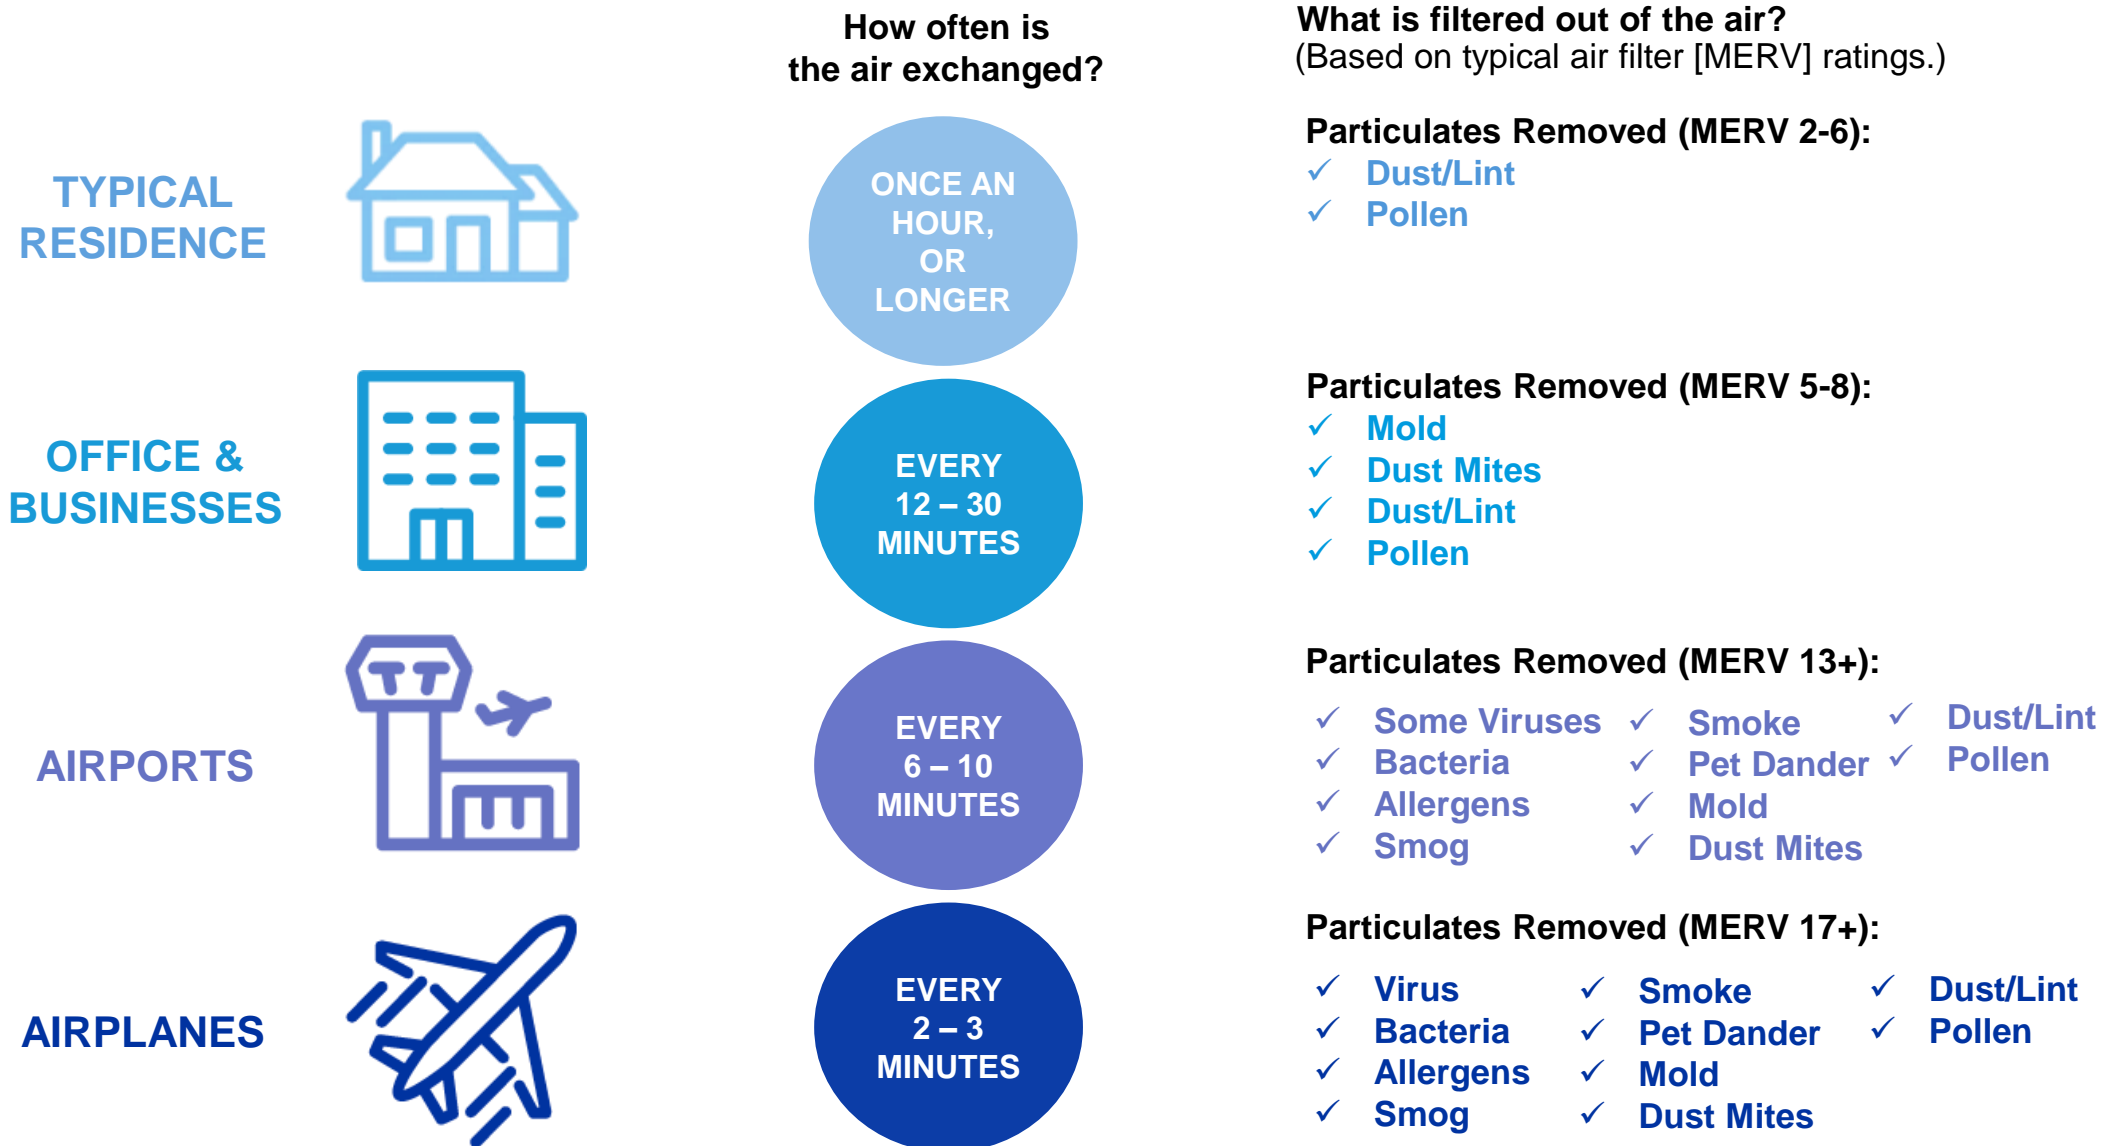 How often is
the air exchanged?
What is filtered out of the air?
(Based on typical air filter [MERV] ratings.)
TYPICAL
RESIDENCE
ONCE AN
HOUR,
OR
LONGER
Particulates Removed (MERV 2-6):
✓ Dust/Lint
✓ Pollen
OFFICE &
BUSINESSES
EVERY
12 – 30
MINUTES
Particulates Removed (MERV 5-8):
✓ Mold
✓ Dust Mites
✓ Dust/Lint
✓ Pollen
AIRPORTS
EVERY
6 – 10
MINUTES
Particulates Removed (MERV 13+):
✓ Some Viruses
✓ Bacteria
✓ Allergens
✓ Smog
✓ Smoke
✓ Pet Dander
✓ Mold
✓ Dust Mites
✓ Dust/Lint
✓ Pollen
AIRPLANES
EVERY
2 – 3
MINUTES
Particulates Removed (MERV 17+):
✓ Virus
✓ Bacteria
✓ Allergens
✓ Smog
✓ Smoke
✓ Pet Dander
✓ Mold
✓ Dust Mites
✓ Dust/Lint
✓ Pollen